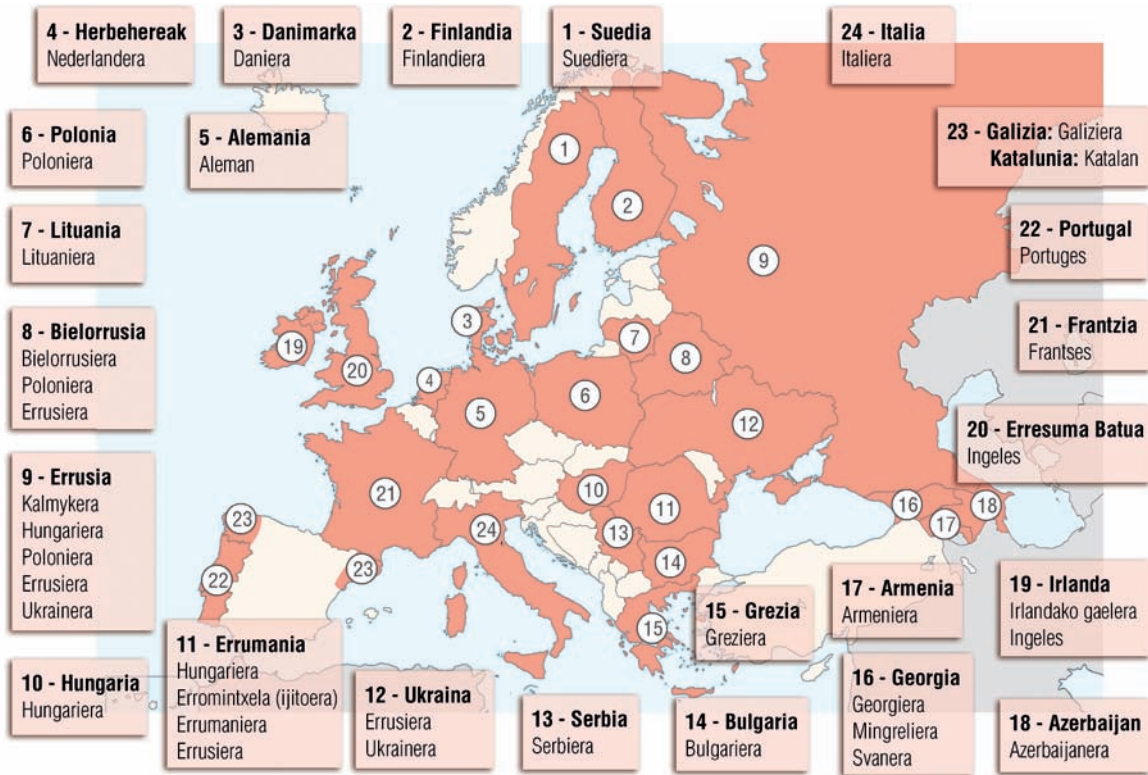 4 - Herbehereak
Nederlandera
3 - Danimarka
Daniera
2 - Finlandia
Finlandiera
1 - Suedia
Suediera
24 - Italia
Italiera
6 - Polonia
Poloniera
5 - Alemania
Aleman
23 - Galizia: Galiziera
Katalunia: Katalan
7 - Lituania
Lituaniera
22 - Portugal
Portuges
8 - Bielorrusia
Bielorrusiera
Poloniera
Errusiera
21 - Frantzia
Frantses
20 - Erresuma Batua
Ingeles
9 - Errusia
Kalmykera
Hungariera
Poloniera
Errusiera
Ukrainera
10 - Hungaria
Hungariera
11 - Errumania
Hungariera
Erromintxela (ijitoera)
Errumaniera
Errusiera
12 - Ukraina
Errusiera
Ukrainera
13 - Serbia
Serbiera
14 - Bulgaria
Bulgariera
15 - Grezia
Greziera
17 - Armenia
Armeniera
16 - Georgia
Georgiera
Mingreliera
Svanera
19 - Irlanda
Irlandako gaelera
Ingeles
18 - Azerbaijan
Azerbaijanera
1
2
9
3
19
20
4
7
8
6
5
12
21
10
11
16
18
17
23
24
13
14
23
22
15